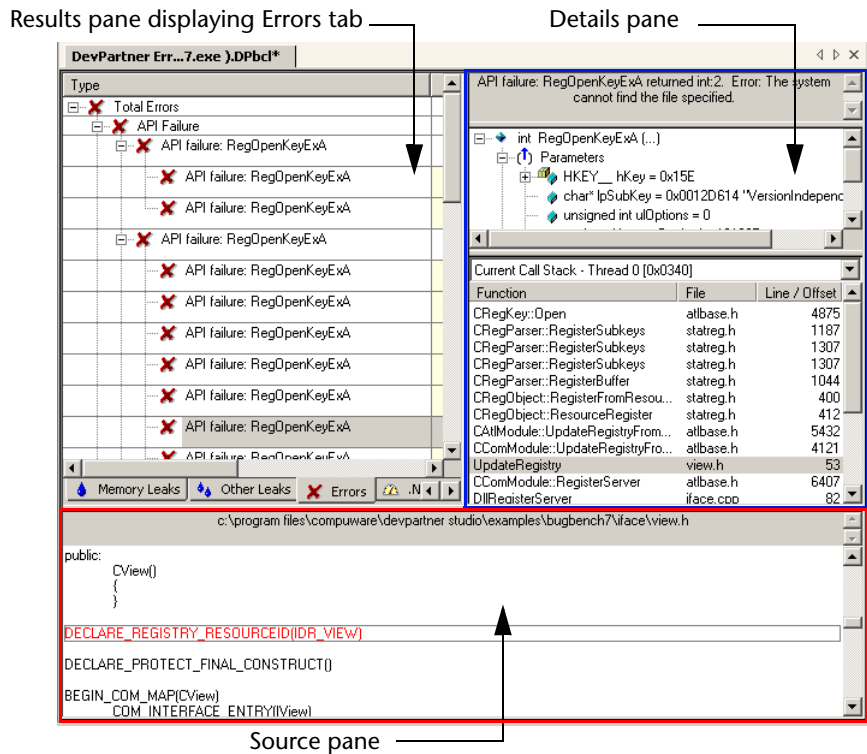 Results pane displaying Errors tab
Details pane
DevPartner Err...7.exe ).DPbcl*
Type
Total Errors
API Failure
API failure: RegOpenKeyExA
API failure: RegOpenKeyExA
API failure: RegOpenKeyExA
API failure: RegOpenKeyExA
API failure: RegOpenKeyExA
API failure: RegOpenKeyExA
API failure: RegOpenKeyExA
API failure: RegOpenKeyExA
API failure: RegOpenKeyExA
API failure: RegOpenKeyExA
API failure: RegOpenKeyExA
Memory Leaks
Other Leaks
Errors
.N
API failure: RegOpenKeyExA returned int:2. Error: The system
cannot find the file specified.
int RegOpenKeyExA (...)
Parameters
HKEY__ hKey = 0x15E
char* lpSubKey = 0x0012D614 "VersionIndepenc
unsigned int ulOptions = 0
Current Call Stack - Thread 0 [0x0340]
Function File Line / Offset
CRegKey::Open atlbase.h 4875
CRegParser::RegisterSubkeys statreg.h 1187
CRegParser::RegisterSubkeys statreg.h 1307
CRegParser::RegisterSubkeys statreg.h 1307
CRegParser::RegisterBuffer statreg.h 1044
CRegObject::RegisterFromResou... statreg.h 400
CRegObject::ResourceRegister statreg.h 412
CAtlModule::UpdateRegistryFrom... atlbase.h 5432
CComModule::UpdateRegistryFro... atlbase.h 4121
UpdateRegistry view.h 53
CComModule::RegisterServer atlbase.h 6407
DllRegisterServer iface.cpp 82
c:\program files\compuware\devpartner studio\examples\bugbench7\iface\view.h
public:
CView()
{
}
DECLARE_REGISTRY_RESOURCEID(IDR_VIEW)
DECLARE_PROTECT_FINAL_CONSTRUCT()
BEGIN_COM_MAP(CView)
COM_INTERFACE_ENTRY(IView)
Source pane